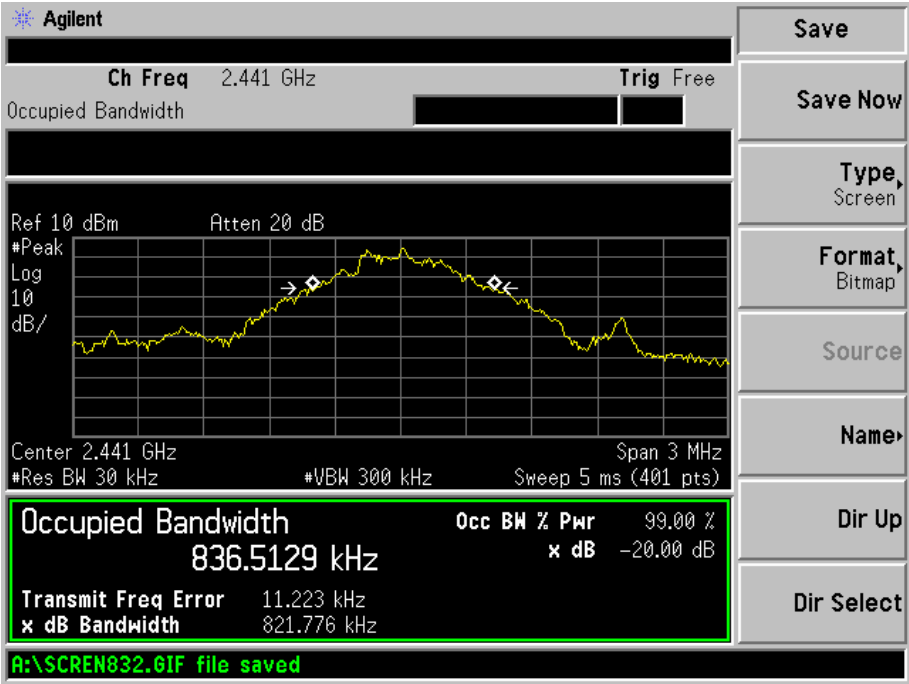 Agilent
Save
Ch Freq 2.441 GHz Trig Free
Occupied Bandwidth
Save Now
Type
Screen
Ref 10 dBm Atten 20 dB
#Peak
Log
10
dB/
Format
Bitmap
Source
Center 2.441 GHz Span 3 MHz
#Res BW 30 kHz #VBW 300 kHz Sweep 5 ms (401 pts)
Name
Occupied Bandwidth Occ BW % Pwr 99.00 %
836.5129 kHz x dB -20.00 dB
Dir Up
Transmit Freq Error 11.223 kHz
x dB Bandwidth 821.776 kHz
Dir Select
A:\SCREN832.GIF file saved